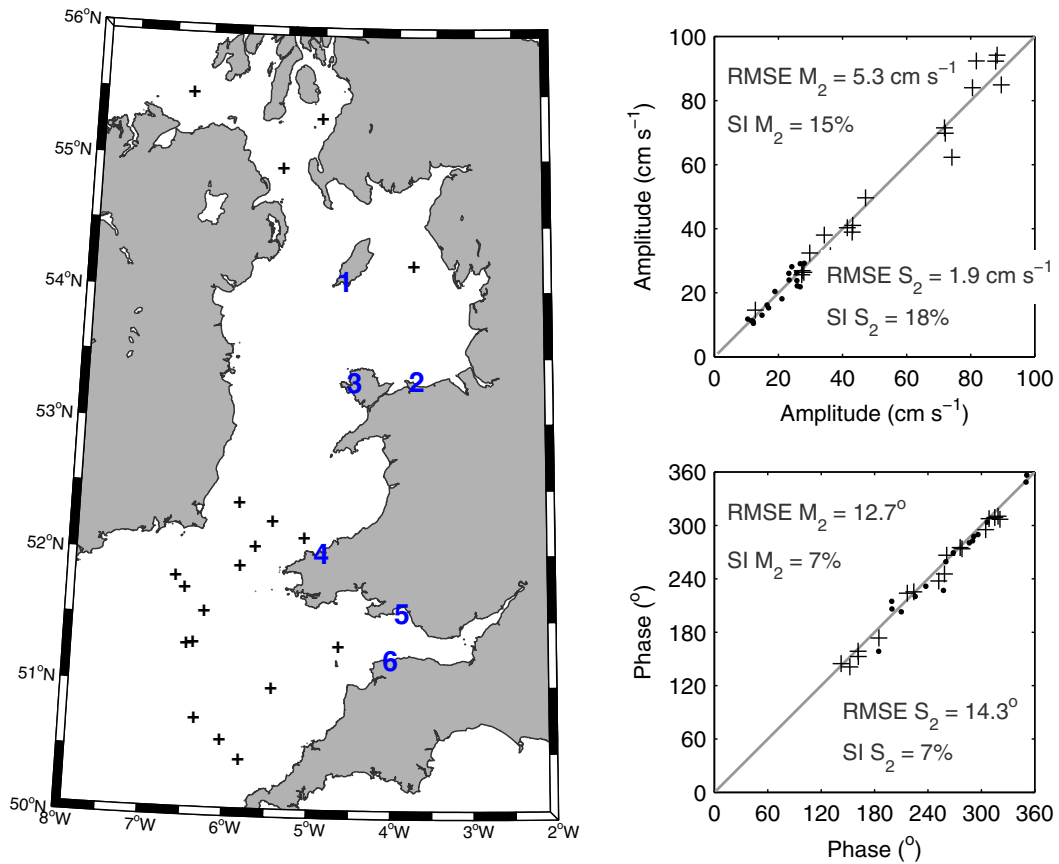 56°N
55°N
54°N
53°N
52°N
51°N
50°N
8°W
7°W
6°W
5°W
4°W
3°W
2°W
1
2
3
4
5
6
100
80
60
40
20
0
Amplitude (cm s⁻¹)
RMSE M₂ = 5.3 cm s⁻¹
SI M₂ = 15%
RMSE S₂ = 1.9 cm s⁻¹
SI S₂ = 18%
0 20 40 60 80 100
Amplitude (cm s⁻¹)
360
300
240
180
120
60
0
Phase (°)
RMSE M₂ = 12.7°
SI M₂ = 7%
RMSE S₂ = 14.3°
SI S₂ = 7%
0 60 120 180 240 300 360
Phase (°)